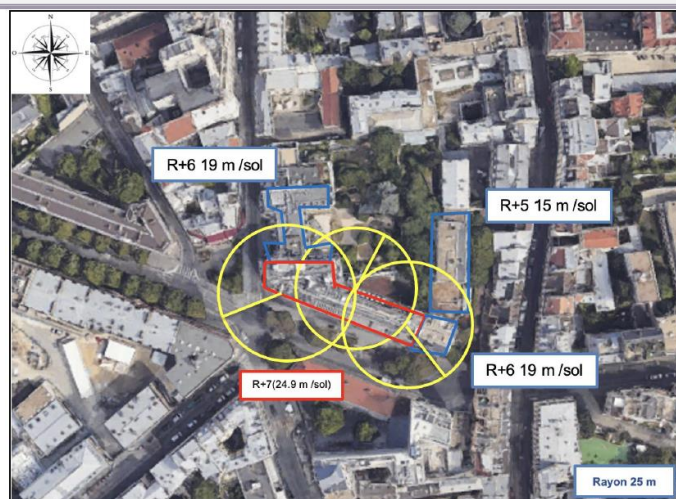 N
O
E
S
R+6 19 m /sol
R+5 15 m /sol
R+6 19 m /sol
R+7(24.9 m /sol)
Rayon 25 m